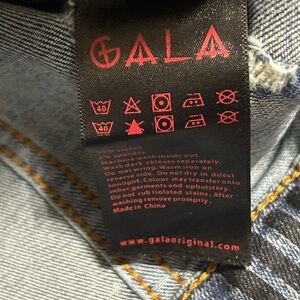 GALA
40
40
% cotton.
% spandex.
Machine wash inside out.
Wash dark colours separately.
Do not wring. Warm iron on
reverse side. Do not dry in direct
sunlight. Colour may transfer onto
other garments and upholstery.
Do not rub isolated stains. After
washing remove promptly.
Made in China
www.galaoriginal.com